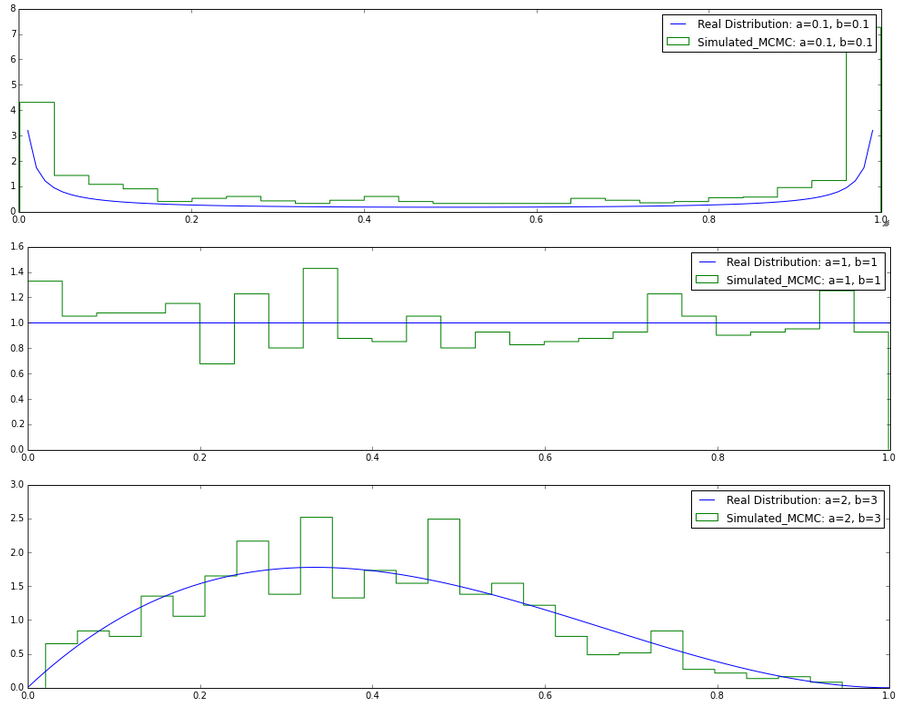 8
7
6
5
4
3
2
1
0
0.0 0.2 0.4 0.6 0.8 1.0
Real Distribution: a=0.1, b=0.1
Simulated_MCMC: a=0.1, b=0.1
1.6
1.4
1.2
1.0
0.8
0.6
0.4
0.2
0.0
0.0 0.2 0.4 0.6 0.8 1.0
Real Distribution: a=1, b=1
Simulated_MCMC: a=1, b=1
3.0
2.5
2.0
1.5
1.0
0.5
0.0
0.0 0.2 0.4 0.6 0.8 1.0
Real Distribution: a=2, b=3
Simulated_MCMC: a=2, b=3